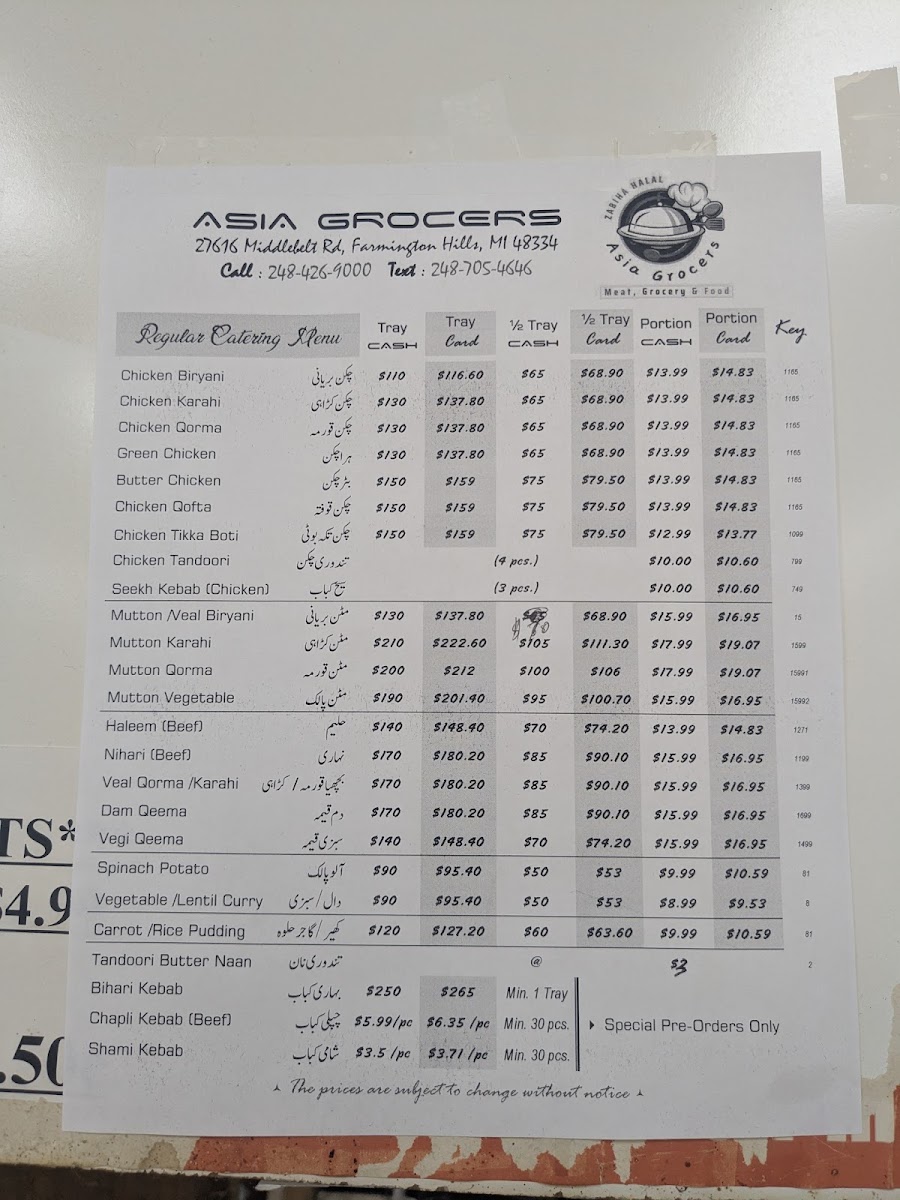 ZABIHA HALAL
Asia Grocers
Meat, Grocery & Food
ASIA GROCERS
27616 Middlebelt Rd, Farmington Hills, MI 48334
Call : 248-426-9000 Text : 248-705-4646
Regular Catering Menu Tray CASH Tray Card ½ Tray CASH ½ Tray Card Portion CASH Portion Card Key
Chicken Biryani چکن بریانی $110 $116.60 $65 $68.90 $13.99 $14.83 1165
Chicken Karahi چکن کڑاہی $130 $137.80 $65 $68.90 $13.99 $14.83 1165
Chicken Qorma چکن قورمہ $130 $137.80 $65 $68.90 $13.99 $14.83 1165
Green Chicken ہرا چکن $130 $137.80 $65 $68.90 $13.99 $14.83 1165
Butter Chicken بٹر چکن $150 $159 $75 $79.50 $13.99 $14.83 1165
Chicken Qofta چکن قوفتہ $150 $159 $75 $79.50 $13.99 $14.83 1165
Chicken Tikka Boti چکن تکہ بوٹی $150 $159 $75 $79.50 $12.99 $13.77 1099
Chicken Tandoori تندوری چکن (4 pcs.) $10.00 $10.60 799
Seekh Kebab (Chicken) سیخ کباب (3 pcs.) $10.00 $10.60 749
Mutton /Veal Biryani مٹن بریانی $130 $137.80 $70 $68.90 $15.99 $16.95 15
Mutton Karahi مٹن کڑاہی $210 $222.60 $105 $111.30 $17.99 $19.07 1599
Mutton Qorma مٹن قورمہ $200 $212 $100 $106 $17.99 $19.07 15991
Mutton Vegetable مٹن پالک $190 $201.40 $95 $100.70 $15.99 $16.95 15992
Haleem (Beef) حلیم $140 $148.40 $70 $74.20 $13.99 $14.83 1271
Nihari (Beef) نہاری $170 $180.20 $85 $90.10 $15.99 $16.95 1199
Veal Qorma /Karahi بچھیا قورمہ / کڑاہی $170 $180.20 $85 $90.10 $15.99 $16.95 1399
Dam Qeema دم قیمہ $170 $180.20 $85 $90.10 $15.99 $16.95 1699
Vegi Qeema سبزی قیمہ $140 $148.40 $70 $74.20 $15.99 $16.95 1499
Spinach Potato آلو پالک $90 $95.40 $50 $53 $9.99 $10.59 81
Vegetable /Lentil Curry دال/سبزی $90 $95.40 $50 $53 $8.99 $9.53 8
Carrot /Rice Pudding کھیر/گاجر حلوہ $120 $127.20 $60 $63.60 $9.99 $10.59 81
Tandoori Butter Naan تندوری نان @ $3 2
Bihari Kebab بہاری کباب $250 $265 Min. 1 Tray
Chapli Kebab (Beef) چپلی کباب $5.99/pc $6.35 /pc Min. 30 pcs. Special Pre-Orders Only
Shami Kebab شامی کباب $3.5 /pc $3.71 /pc Min. 30 pcs.
The prices are subject to change without notice
TS*
$4.9
.50